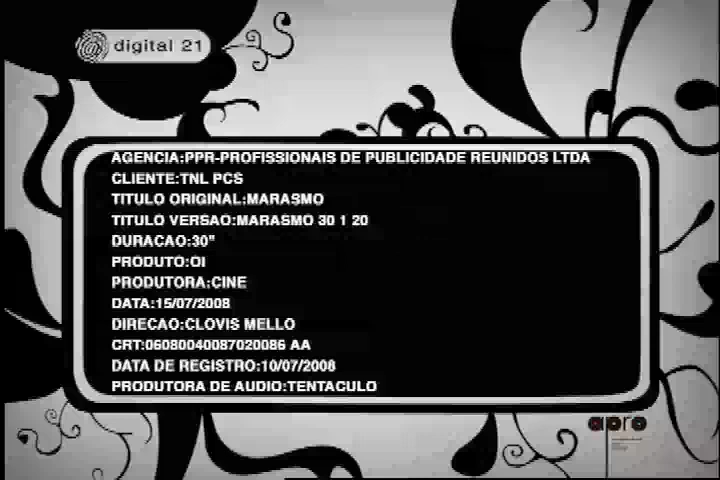 digital 21
AGENCIA:PPR-PROFISSIONAIS DE PUBLICIDADE REUNIDOS LTDA
CLIENTE:TNL PCS
TITULO ORIGINAL:MARASMO
TITULO VERSAO:MARASMO 30 1 20
DURACAO:30"
PRODUTO:OI
PRODUTORA:CINE
DATA:15/07/2008
DIRECAO:CLOVIS MELLO
CRT:06080040087020086 AA
DATA DE REGISTRO:10/07/2008
PRODUTORA DE AUDIO:TENTACULO
apro